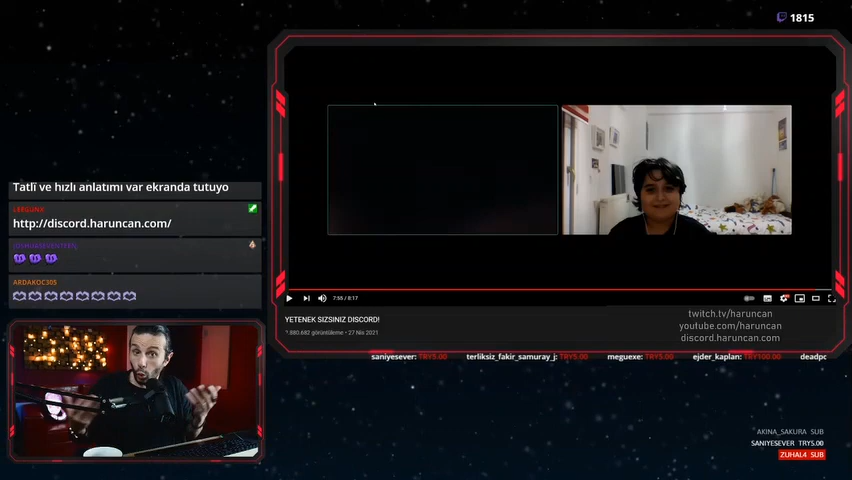 1815
Tatlï ve hızlı anlatımı var ekranda tutuyo
http://discord.haruncan.com/
ARDAKOC305
7:55 / 8:17
YETENEK SIZSINIZ DISCORD!
880.682 görüntüleme • 27 Nis 2021
twitch.tv/haruncan
youtube.com/haruncan
discord.haruncan.com
saniyesever: TRY5.00 terliksiz_fakir_samuray_j: TRY5.00 meguexe: TRY5.00 ejder_kaplan: TRY100.00 deadpc
AKINA_SAKURA SUB
SANIYESEVER TRY5.00
ZUHAL4 SUB